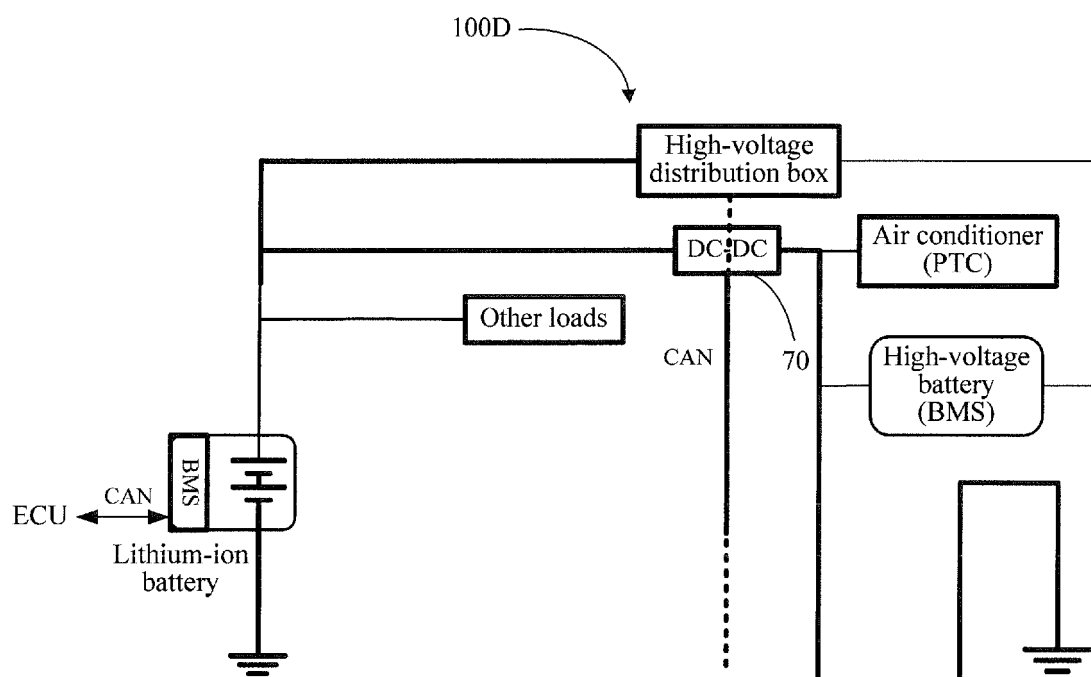 100D
High-voltage
distribution box
DC-DC
Air conditioner
(PTC)
Other loads
CAN
70
High-voltage
battery
(BMS)
BMS
CAN
ECU
Lithium-ion
battery